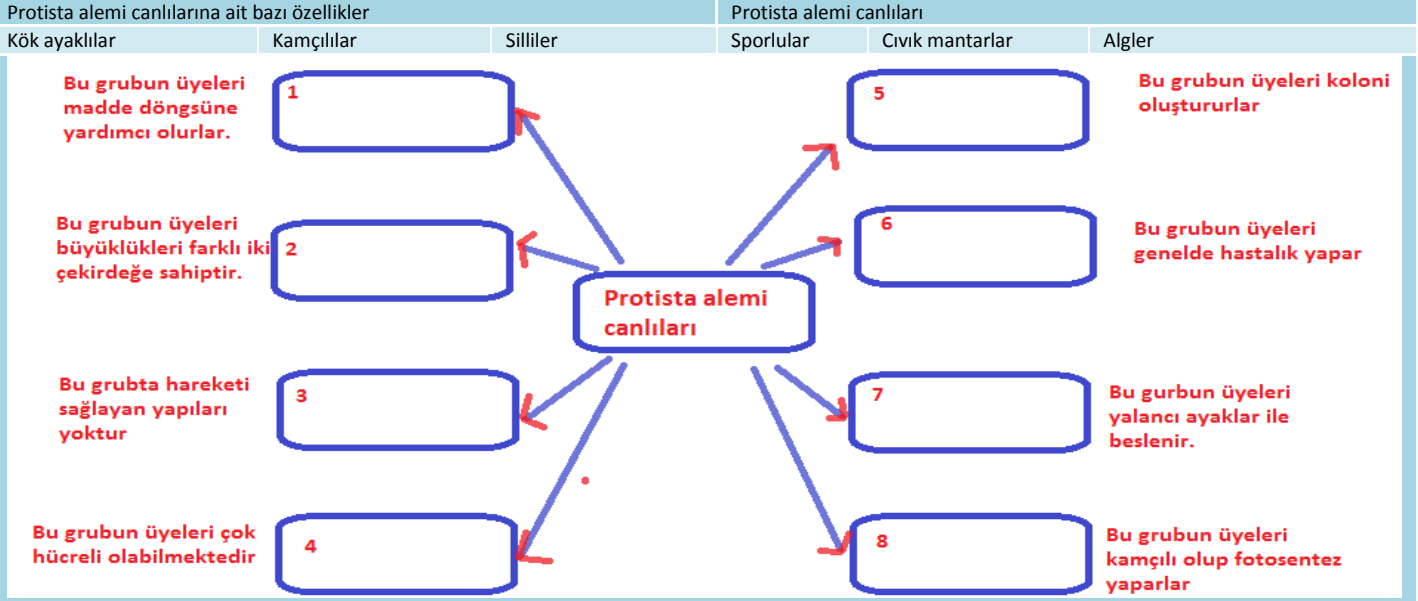 Protista alemi canlılarına ait bazı özellikler Protista alemi canlıları
Kök ayaklılar Kamçılılar Silliler Sporlular Cıvık mantarlar Algler
Bu grubun üyeleri
madde döngsüne
yardımcı olurlar.
1
5
Bu grubun üyeleri koloni
oluştururlar
Bu grubun üyeleri
büyüklükleri farklı iki
çekirdeğe sahiptir.
2
6
Bu grubun üyeleri
genelde hastalık yapar
Protista alemi
canlıları
Bu grubta hareketi
sağlayan yapıları
yoktur
3
7
Bu gurbun üyeleri
yalancı ayaklar ile
beslenir.
Bu grubun üyeleri çok
hücreli olabilmektedir
4
8
Bu grubun üyeleri
kamçılı olup fotosentez
yaparlar